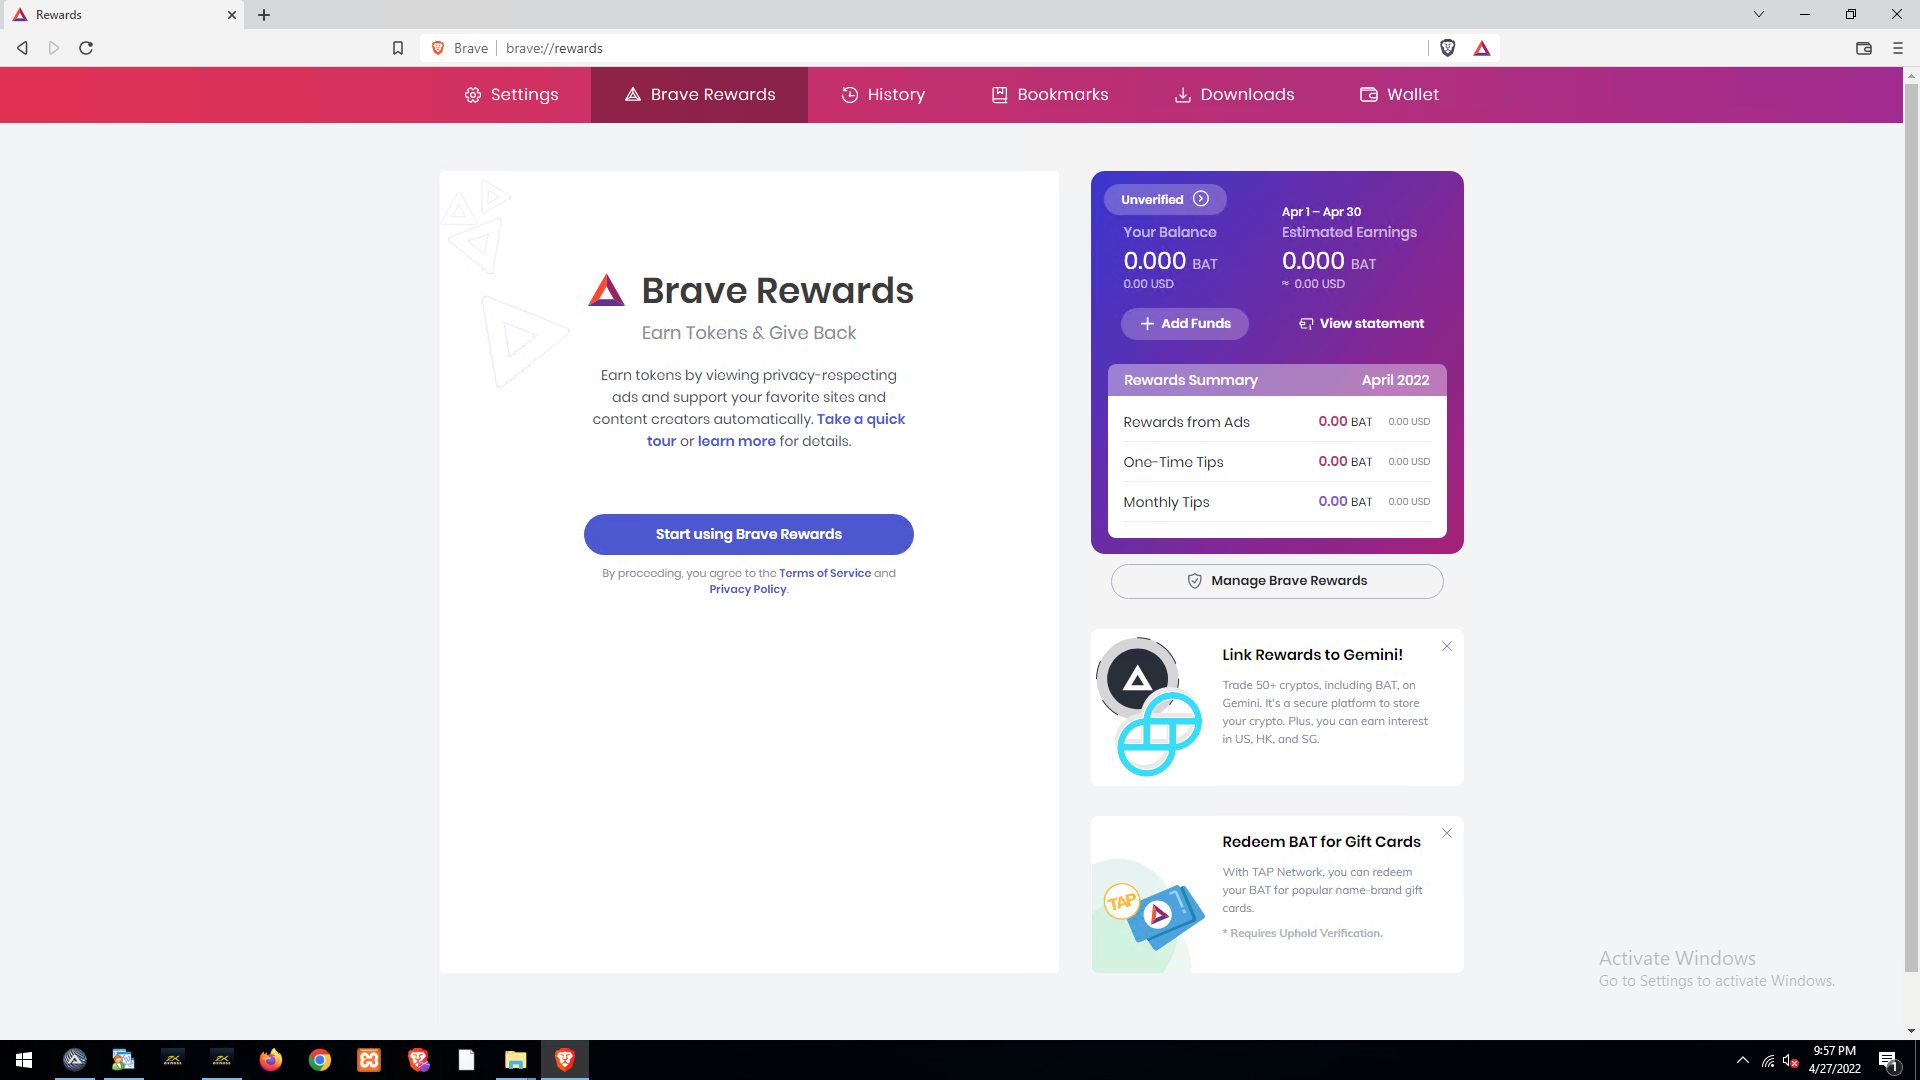 Rewards
Brave
brave://rewards
Settings
Brave Rewards
History
Bookmarks
Downloads
Wallet
Brave Rewards
Earn Tokens & Give Back
Earn tokens by viewing privacy-respecting
ads and support your favorite sites and
content creators automatically. Take a quick
tour or learn more for details.
Start using Brave Rewards
By proceeding, you agree to the Terms of Service and
Privacy Policy.
Unverified
Your Balance
0.000 BAT
0.00 USD
Apr 1 – Apr 30
Estimated Earnings
0.000 BAT
≈ 0.00 USD
Add Funds
View statement
Rewards Summary April 2022
Rewards from Ads 0.00 BAT 0.00 USD
One-Time Tips 0.00 BAT 0.00 USD
Monthly Tips 0.00 BAT 0.00 USD
Manage Brave Rewards
Link Rewards to Gemini!
Trade 50+ cryptos, including BAT, on
Gemini. It's a secure platform to store
your crypto. Plus, you can earn interest
in US, HK, and SG.
TAP
Redeem BAT for Gift Cards
With TAP Network, you can redeem
your BAT for popular name-brand gift
cards.
* Requires Uphold Verification.
Activate Windows
Go to Settings to activate Windows.
9:57 PM
4/27/2022
1